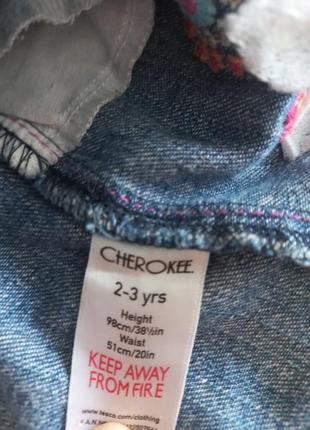 CHEROKEE
2-3 yrs
Height
98cm/38½in
Waist
51cm/20in
KEEP AWAY
FROM FIRE
www.tesco.com/clothing